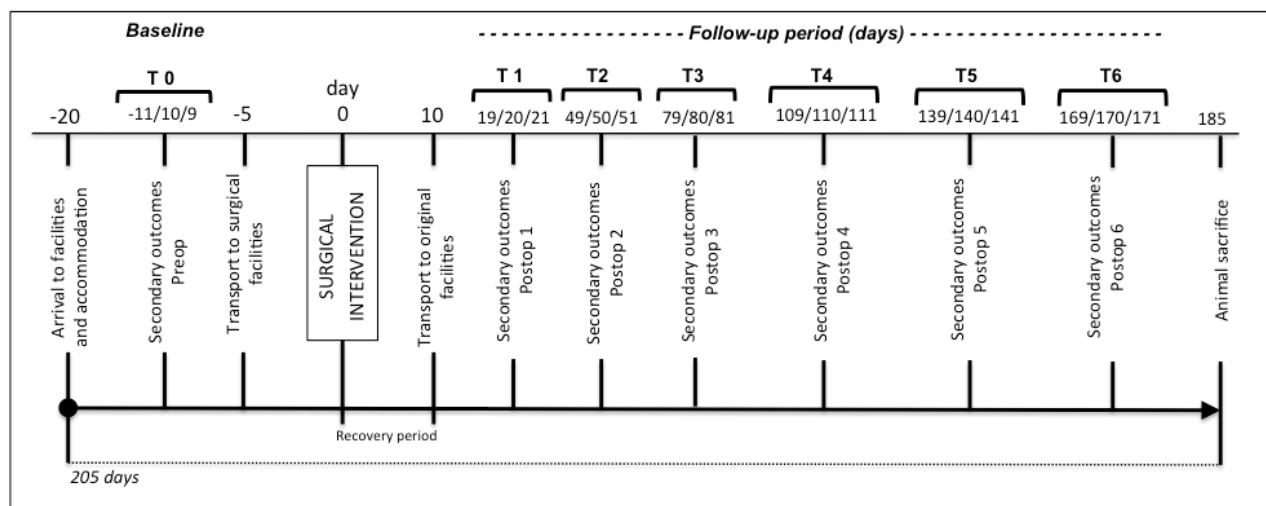 Baseline
Follow-up period (days)
T 0
day
T 1
T2
T3
T4
T5
T6
-20
-11/10/9
-5
0
10
19/20/21
49/50/51
79/80/81
109/110/111
139/140/141
169/170/171
185
Arrival to facilities
and accommodation
Secondary outcomes
Preop
Transport to surgical
facilities
SURGICAL
INTERVENTION
Transport to original
facilities
Secondary outcomes
Postop 1
Secondary outcomes
Postop 2
Secondary outcomes
Postop 3
Secondary outcomes
Postop 4
Secondary outcomes
Postop 5
Secondary outcomes
Postop 6
Animal sacrifice
Recovery period
205 days